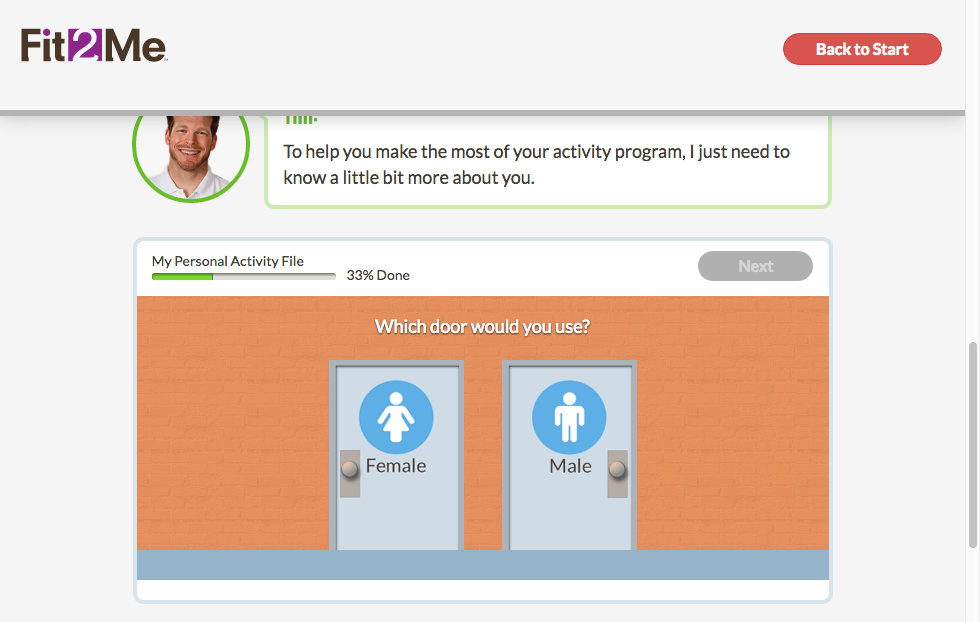 Fit2Me
Back to Start
To help you make the most of your activity program, I just need to
know a little bit more about you.
My Personal Activity File
33% Done
Next
Which door would you use?
Female
Male